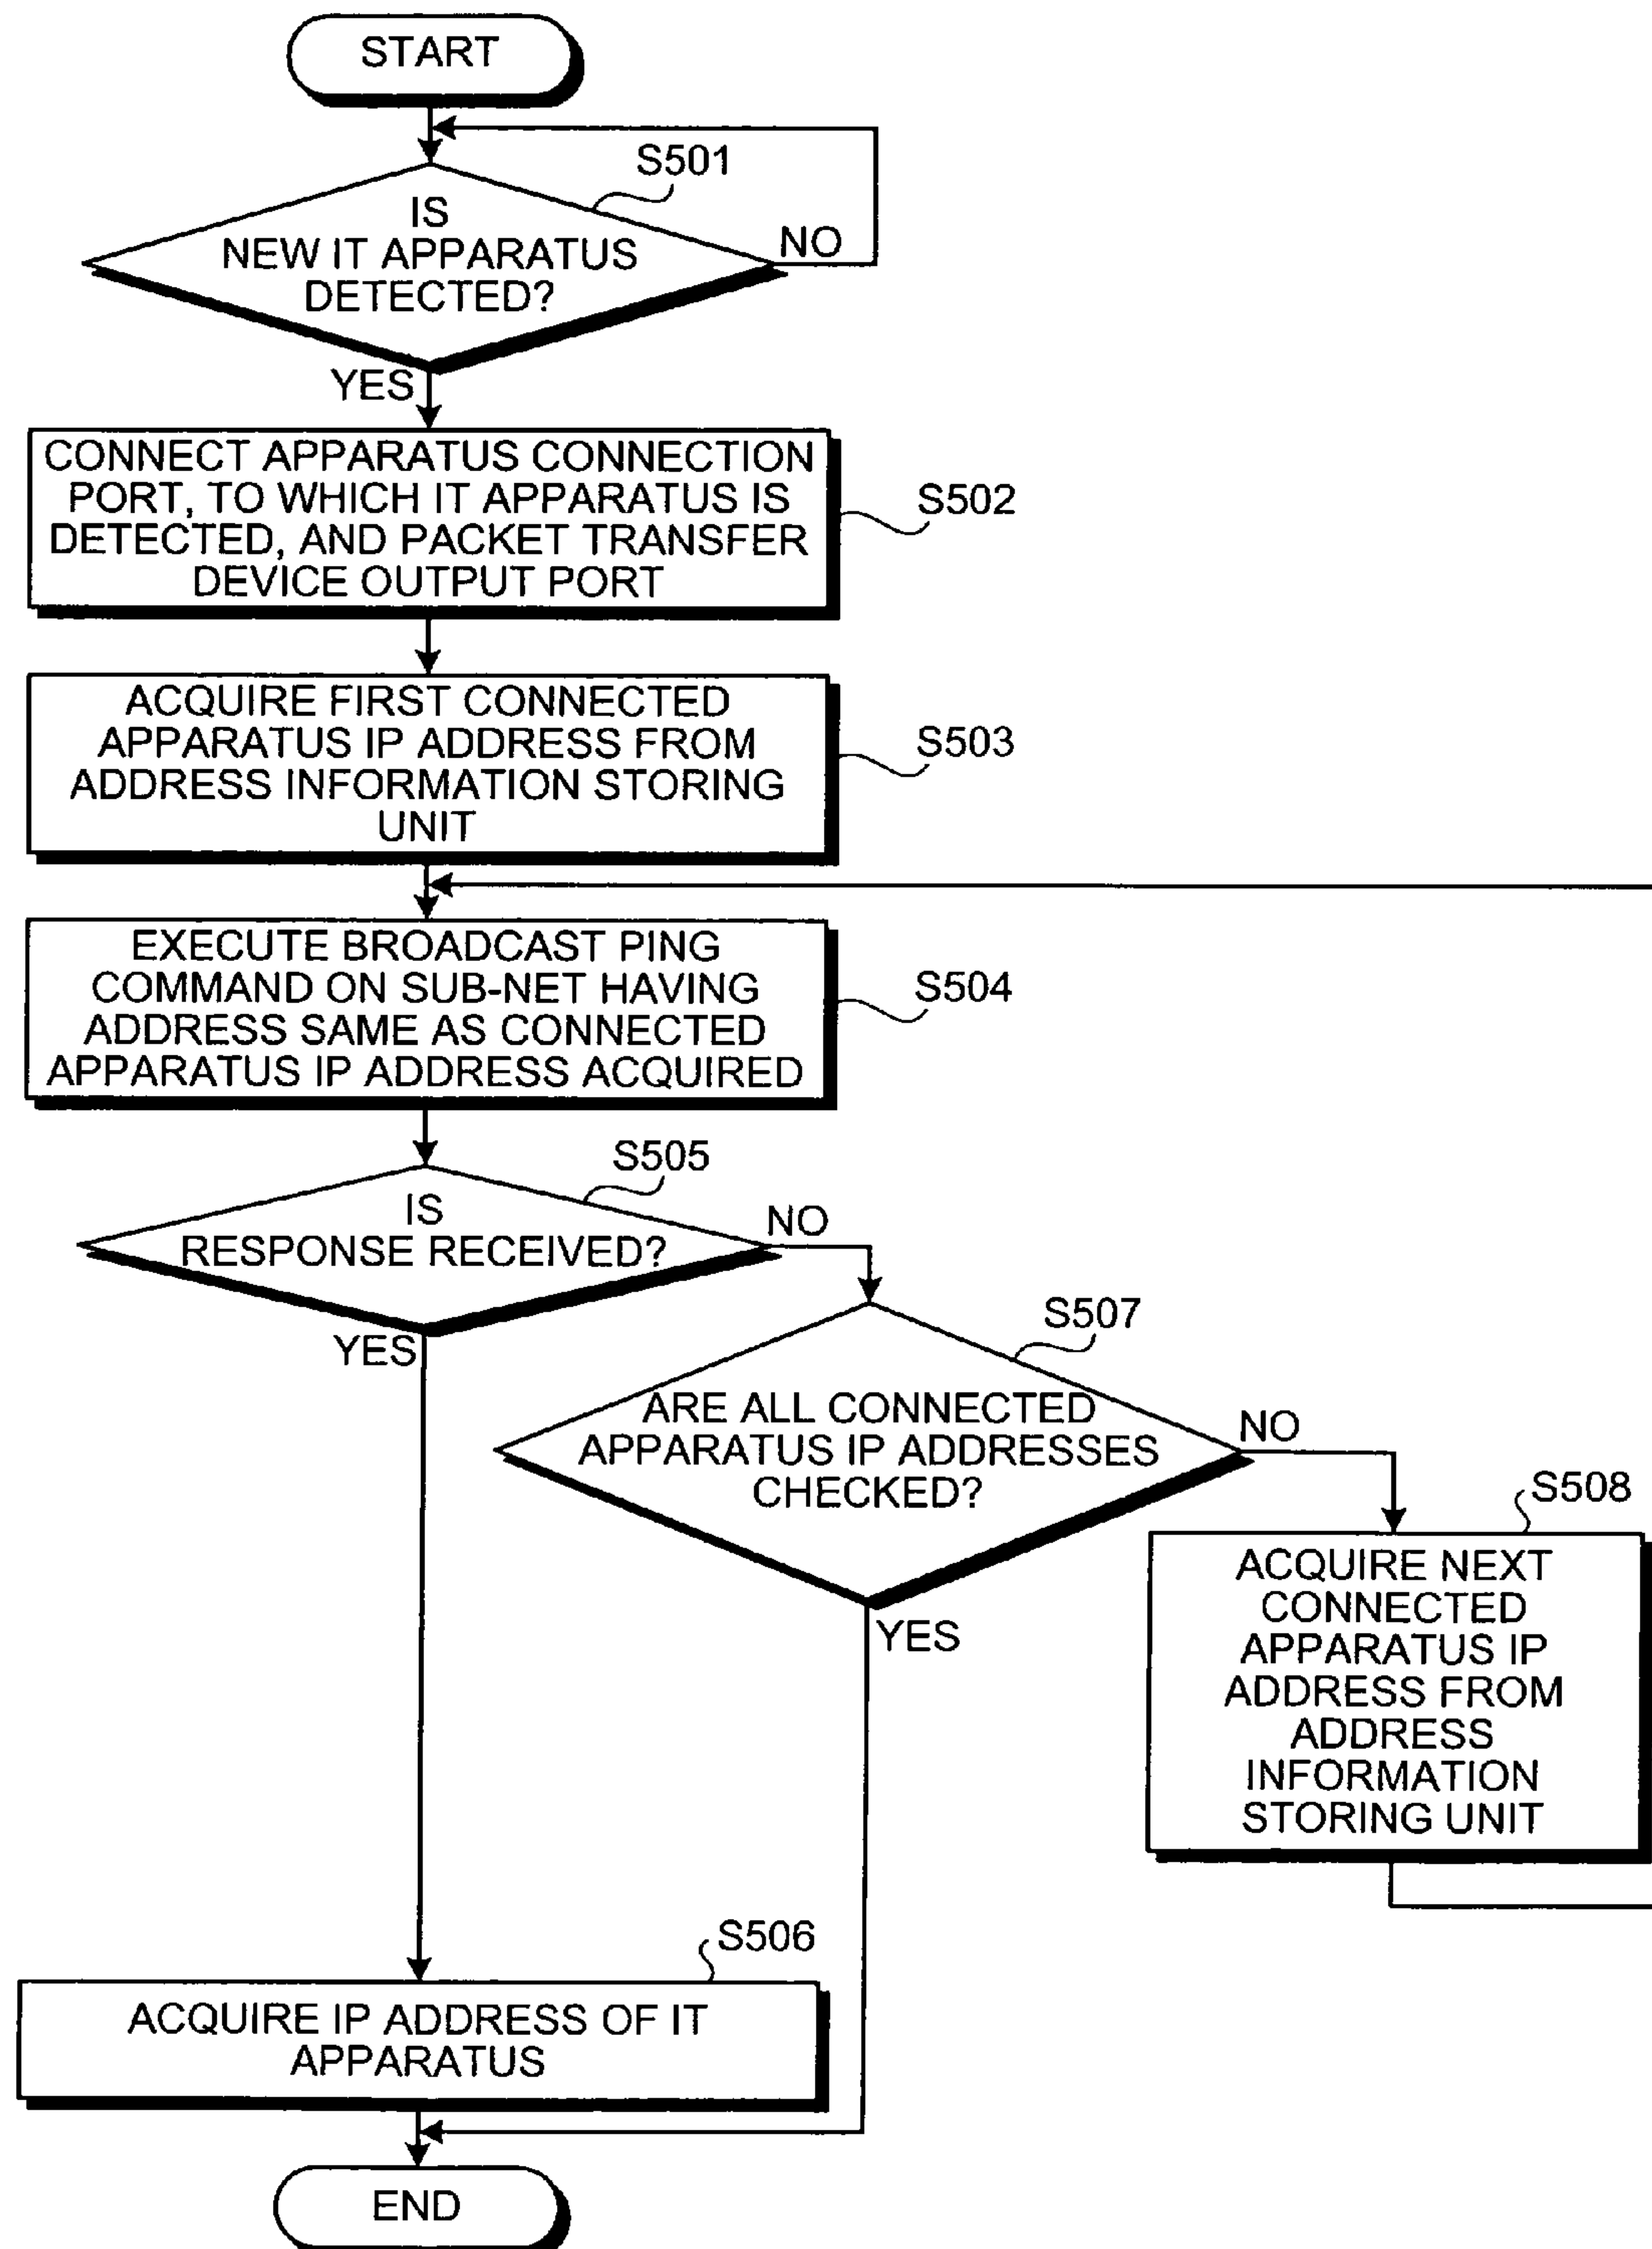 START
S501
IS
NEW IT APPARATUS
DETECTED?
NO
YES
CONNECT APPARATUS CONNECTION
PORT, TO WHICH IT APPARATUS IS
DETECTED, AND PACKET TRANSFER
DEVICE OUTPUT PORT
S502
ACQUIRE FIRST CONNECTED
APPARATUS IP ADDRESS FROM
ADDRESS INFORMATION STORING
UNIT
S503
EXECUTE BROADCAST PING
COMMAND ON SUB-NET HAVING
ADDRESS SAME AS CONNECTED
APPARATUS IP ADDRESS ACQUIRED
S504
S505
IS
RESPONSE RECEIVED?
NO
YES
S507
ARE ALL CONNECTED
APPARATUS IP ADDRESSES
CHECKED?
NO
YES
S508
ACQUIRE NEXT
CONNECTED
APPARATUS IP
ADDRESS FROM
ADDRESS
INFORMATION
STORING UNIT
S506
ACQUIRE IP ADDRESS OF IT
APPARATUS
END